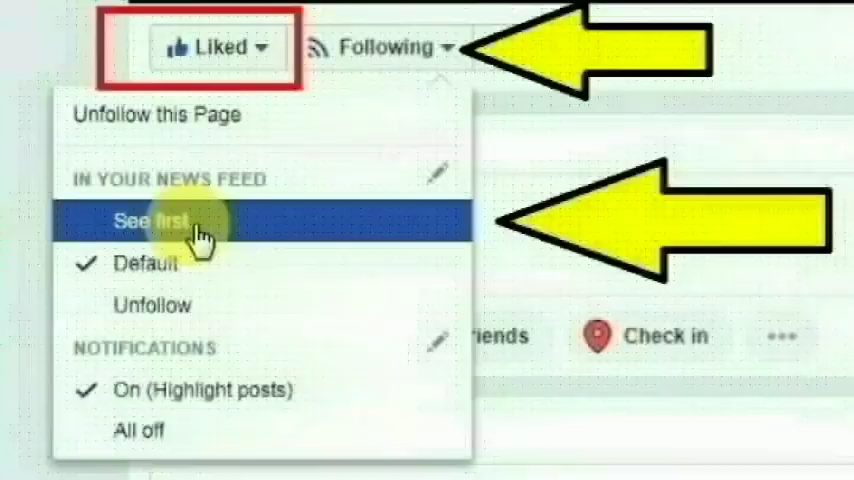 Liked Following
Unfollow this Page
IN YOUR NEWS FEED
See first
Default
Unfollow
NOTIFICATIONS
Check in
On (Highlight posts)
All off